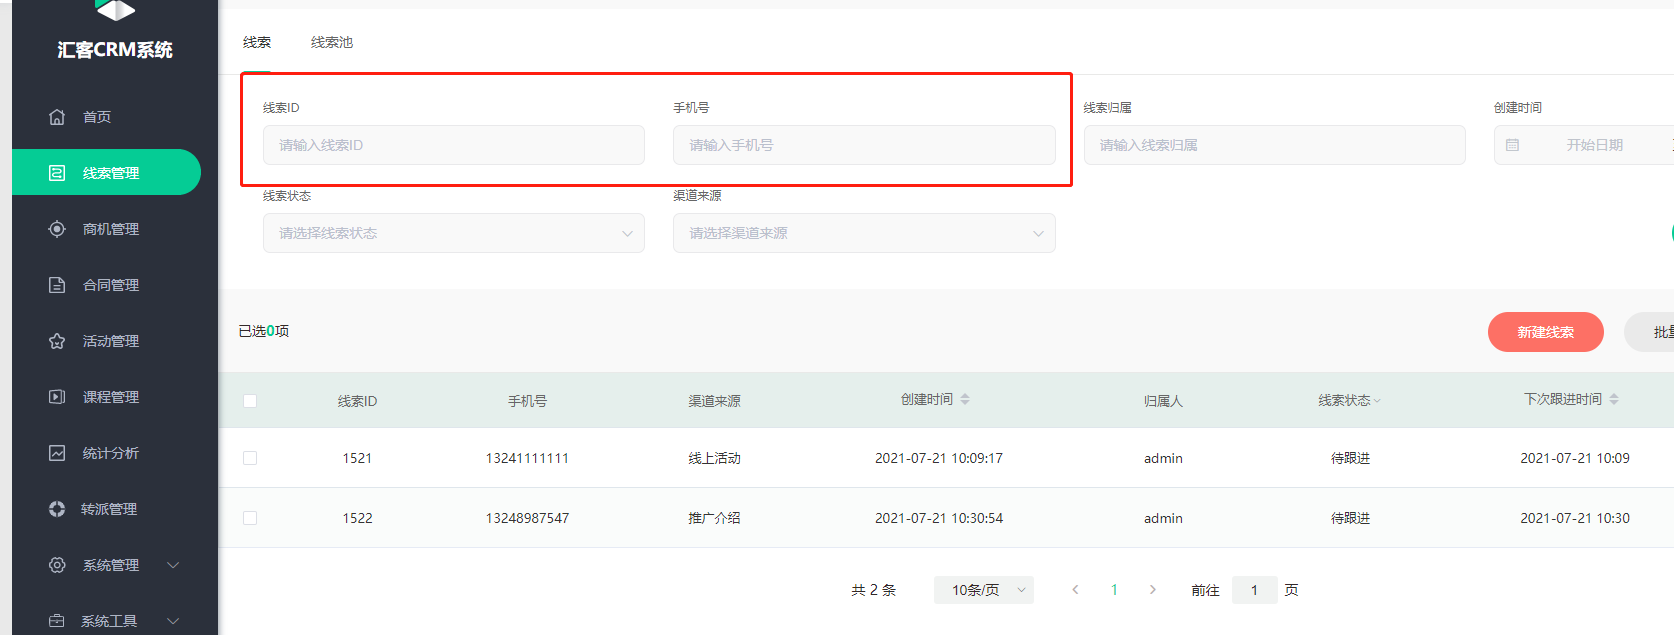 汇客CRM系统
首页
线索管理
商机管理
合同管理
活动管理
课程管理
统计分析
转派管理
系统管理
系统工具
线索 线索池
线索ID 手机号 线索归属 创建时间
请输入线索ID 请输入手机号 请输入线索归属 开始日期
线索状态 渠道来源
请选择线索状态 请选择渠道来源
已选0项 新建线索 批
线索ID 手机号 渠道来源 创建时间 归属人 线索状态 下次跟进时间
1521 13241111111 线上活动 2021-07-21 10:09:17 admin 待跟进 2021-07-21 10:09
1522 13248987547 推广介绍 2021-07-21 10:30:54 admin 待跟进 2021-07-21 10:30
共 2 条 10条/页 1 前往 1 页